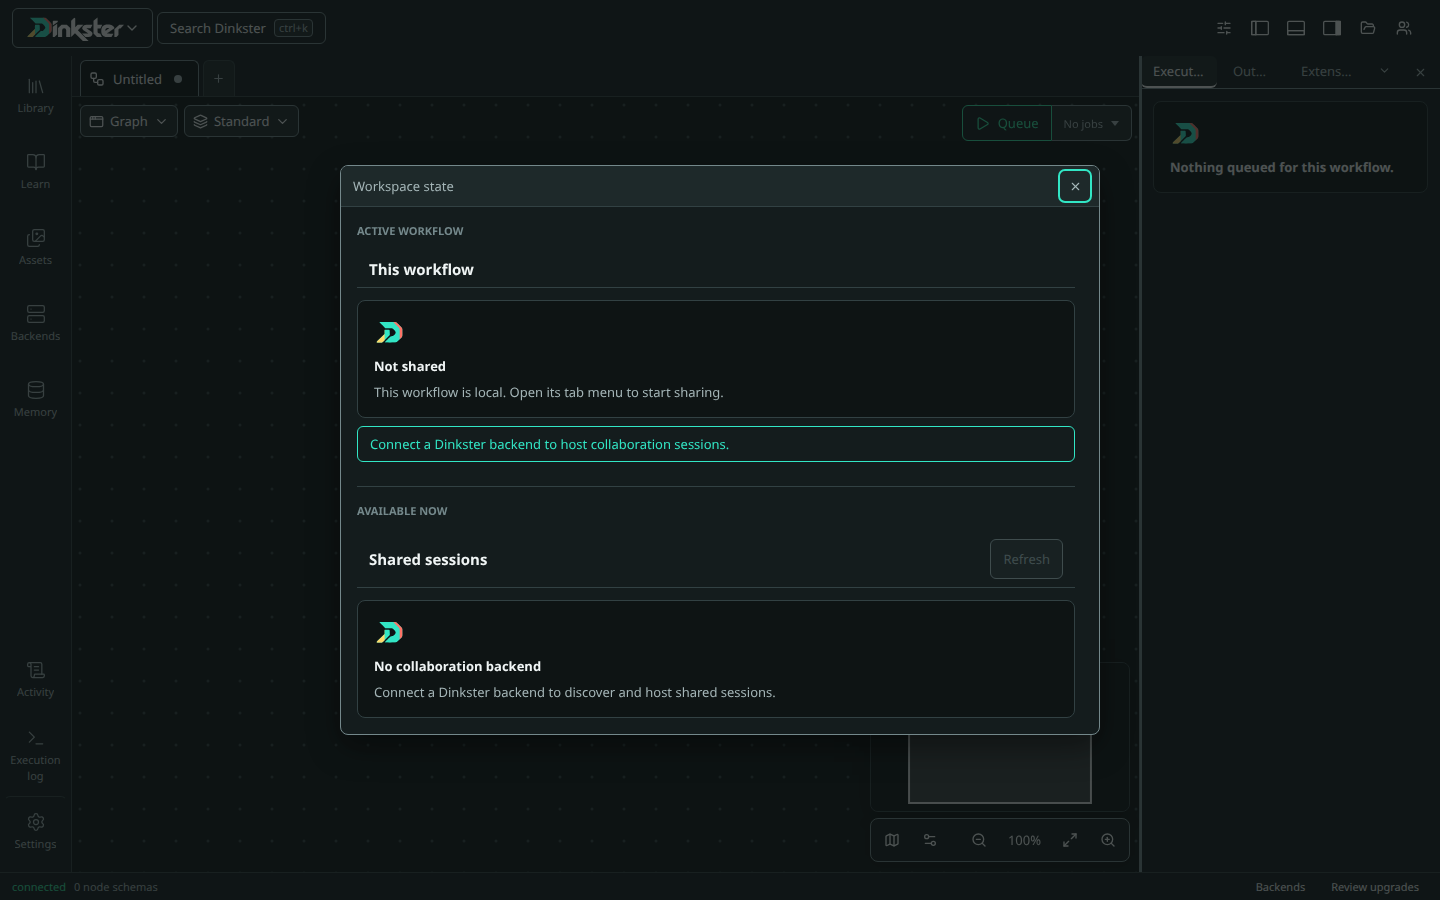 Dinkster
Search Dinkster ctrl+k
Untitled
+
Execut...
Out...
Extens...
Library
Learn
Assets
Backends
Memory
Activity
Execution
log
Settings
Graph
Standard
Queue
No jobs
Nothing queued for this workflow.
Workspace state
ACTIVE WORKFLOW
This workflow
Not shared
This workflow is local. Open its tab menu to start sharing.
Connect a Dinkster backend to host collaboration sessions.
AVAILABLE NOW
Shared sessions
Refresh
No collaboration backend
Connect a Dinkster backend to discover and host shared sessions.
100%
connected 0 node schemas
Backends
Review upgrades